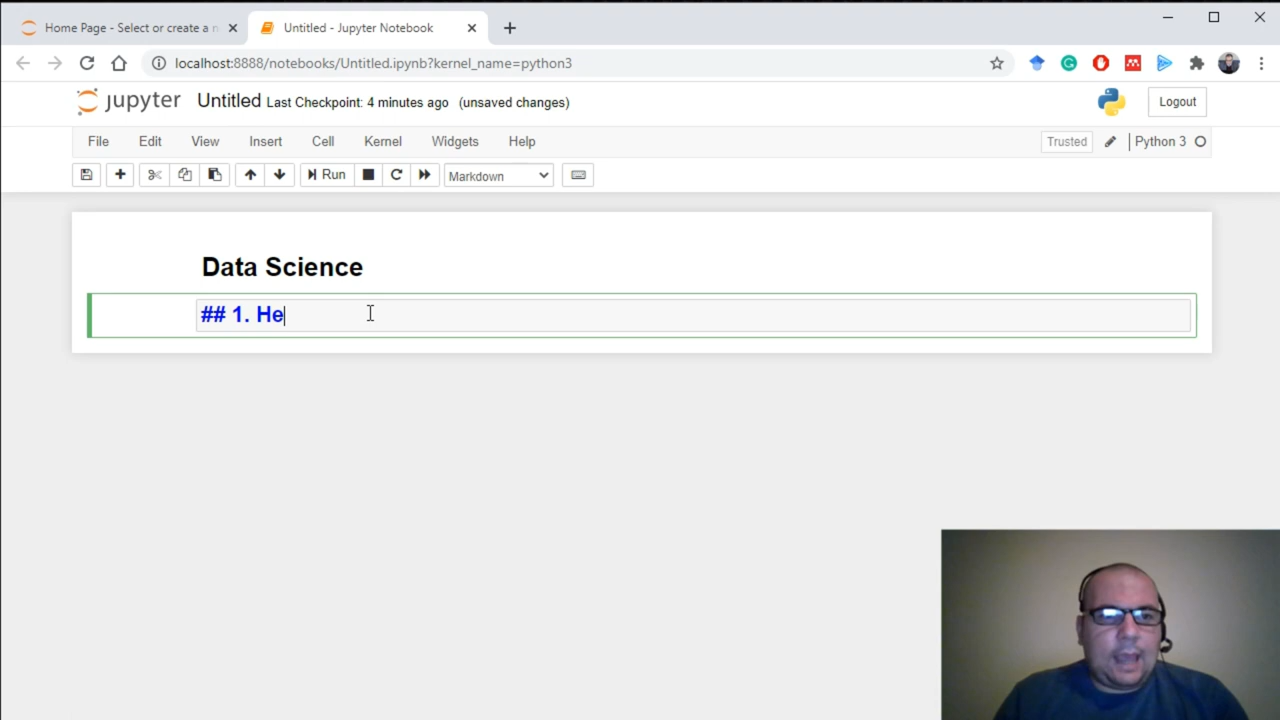 Home Page - Select or create a n
Untitled - Jupyter Notebook
localhost:8888/notebooks/Untitled.ipynb?kernel_name=python3
jupyter Untitled Last Checkpoint: 4 minutes ago (unsaved changes) Logout
File Edit View Insert Cell Kernel Widgets Help Trusted Python 3
Run Markdown
Data Science
## 1. He